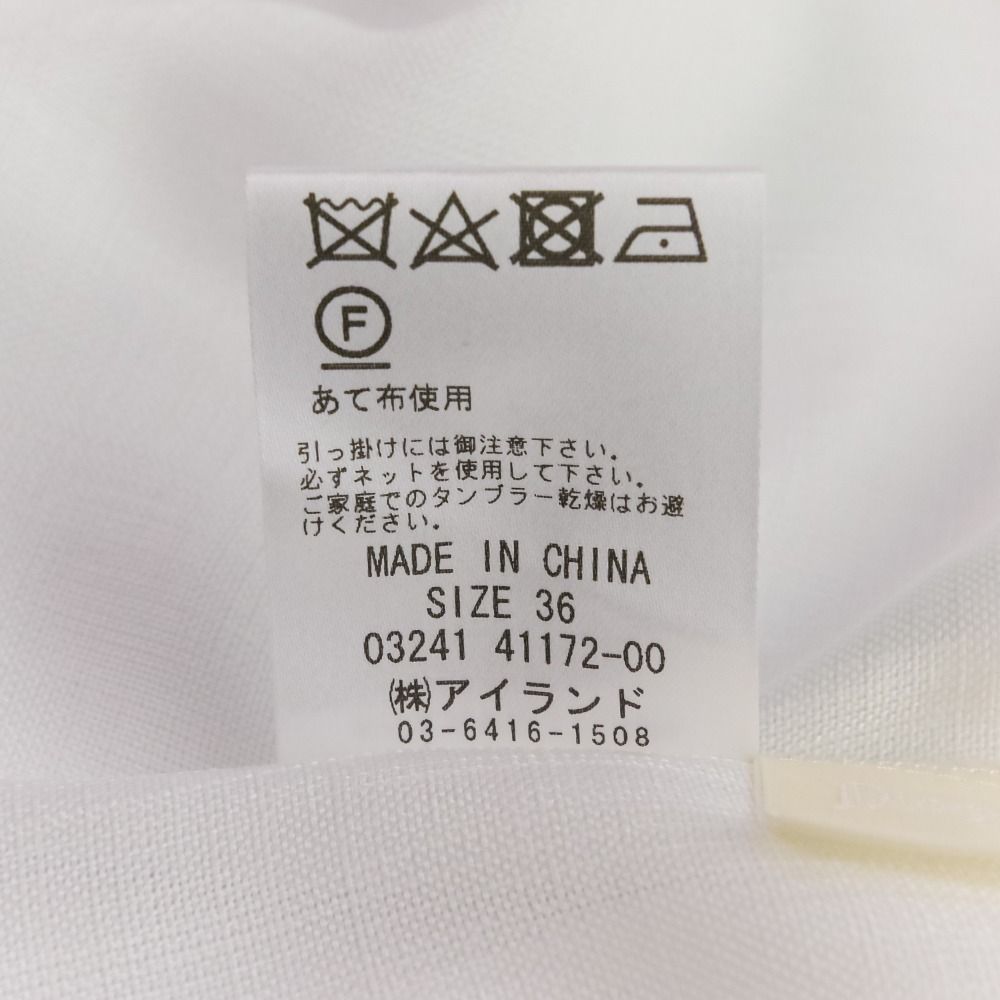 F
あて布使用
引っ掛けには御注意下さい。
必ずネットを使用して下さい。
ご家庭でのタンブラー乾燥はお避
けください。
MADE IN CHINA
SIZE 36
03241 41172-00
㈱アイランド
03-6416-1508